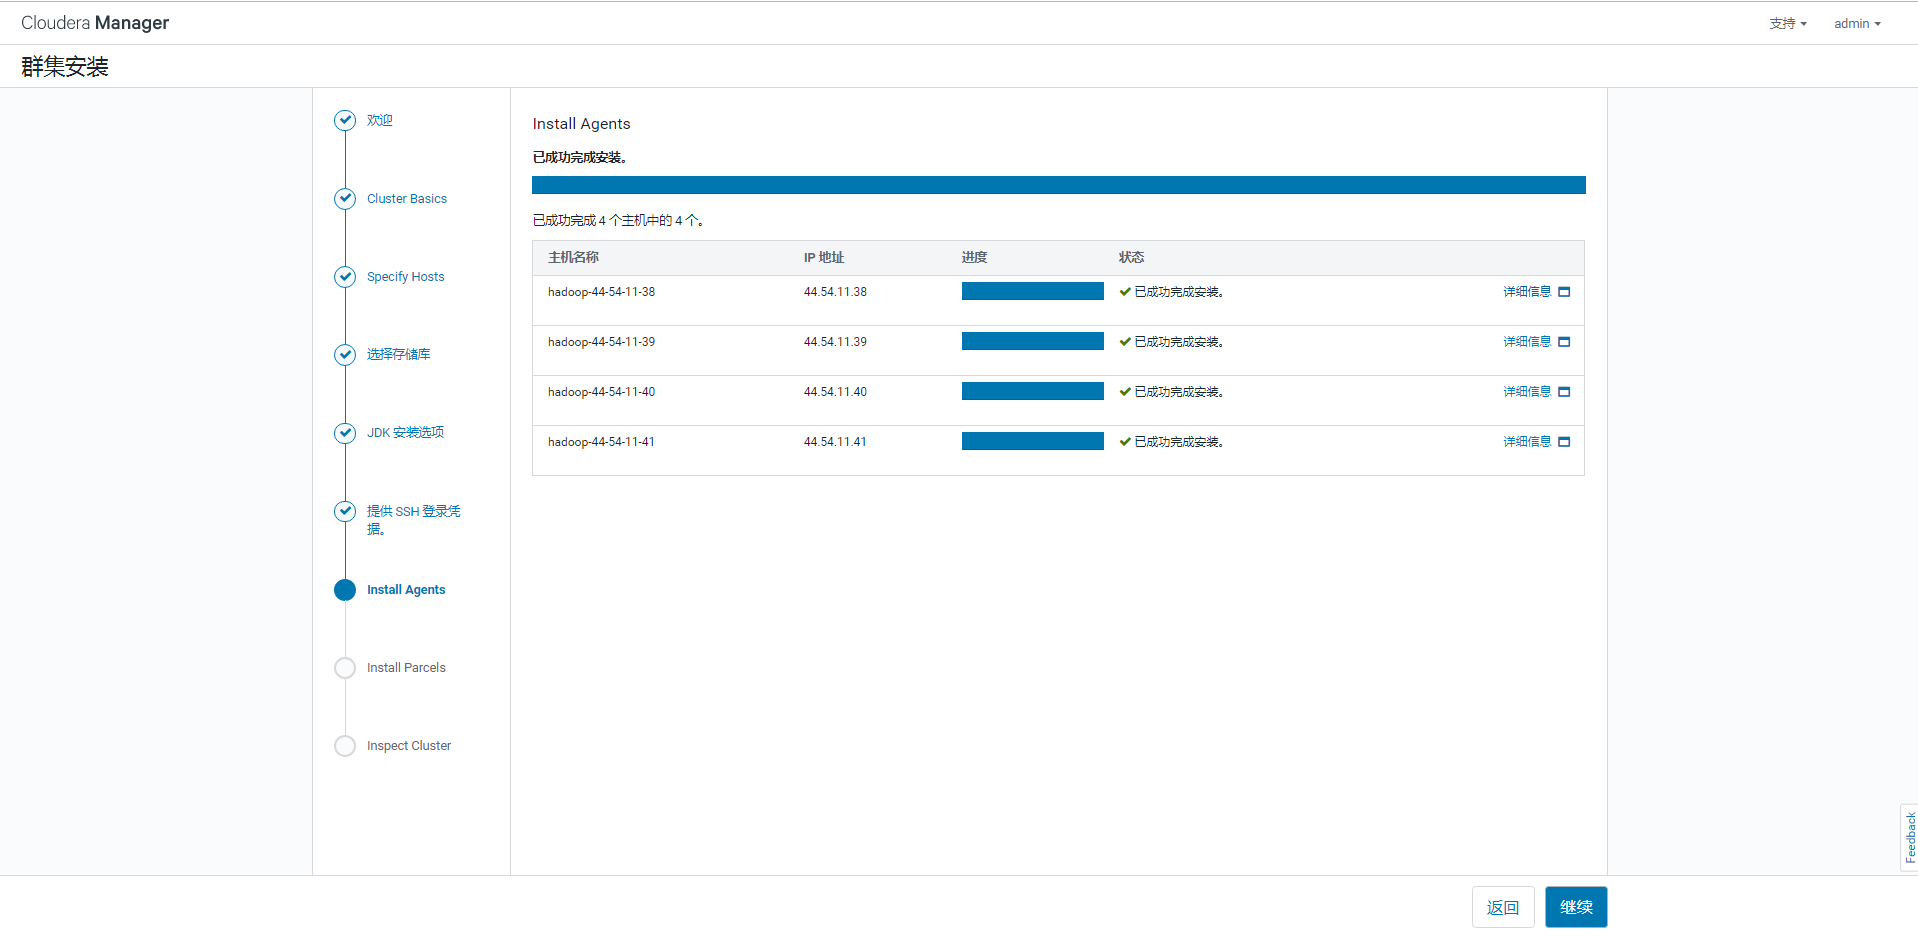 Cloudera Manager
支持
admin
群集安装
欢迎
Cluster Basics
Specify Hosts
选择存储库
JDK 安装选项
提供 SSH 登录凭
据。
Install Agents
Install Parcels
Inspect Cluster
Install Agents
已成功完成安装。
已成功完成 4 个主机中的 4 个。
主机名称 IP 地址 进度 状态
hadoop-44-54-11-38 44.54.11.38 已成功完成安装。 详细信息
hadoop-44-54-11-39 44.54.11.39 已成功完成安装。 详细信息
hadoop-44-54-11-40 44.54.11.40 已成功完成安装。 详细信息
hadoop-44-54-11-41 44.54.11.41 已成功完成安装。 详细信息
Feedback
返回
继续